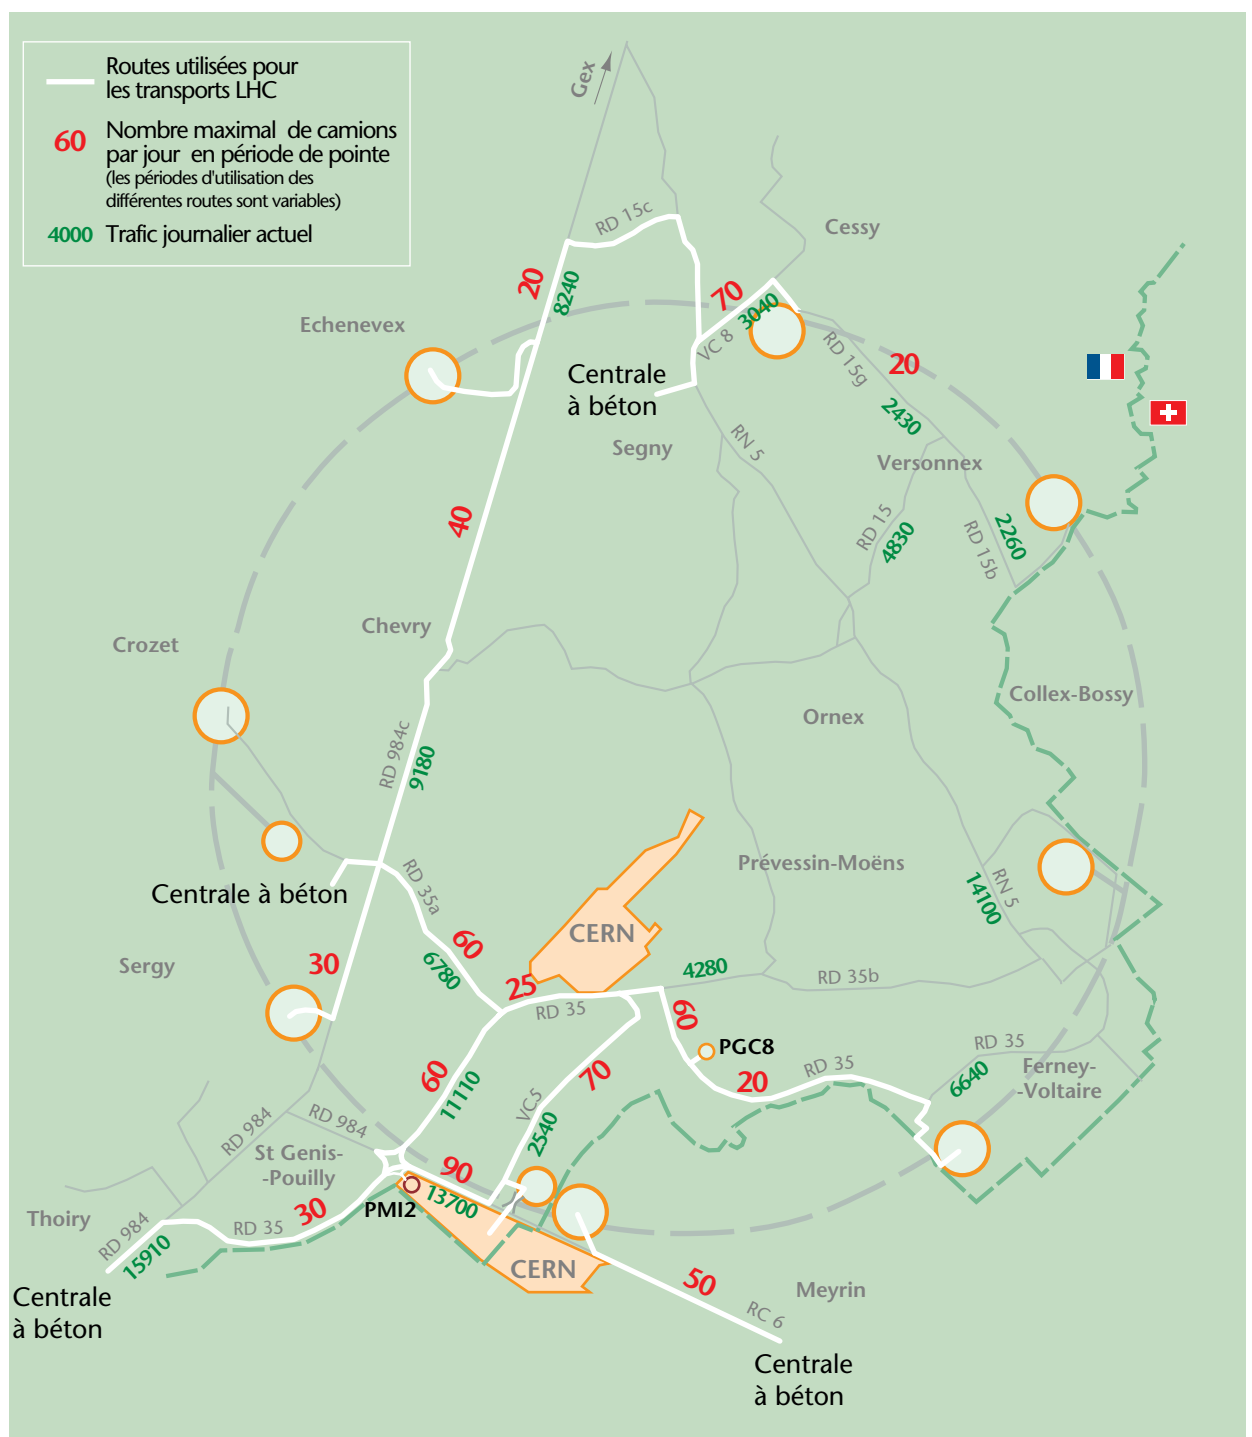 Routes utilisées pour
les transports LHC
60
Nombre maximal de camions
par jour en période de pointe
(les périodes d'utilisation des
différentes routes sont variables)
4000
Trafic journalier actuel
Gex
RD 15c
Cessy
20
8240
70
3040
VC 8
Echenevex
RD 15g
20
Centrale
à béton
2430
RN 5
Segny
Versonnex
40
RD 15
4830
RD 15b
2260
Chevry
Crozet
Collex-Bossy
Ornex
RD 984c
9180
RD 35a
Prévessin-Moëns
RN 5
14100
Centrale à béton
CERN
60
6780
Sergy
30
4280
RD 35b
25
RD 35
60
PGC8
RD 35
Ferney-
-Voltaire
20
RD 35
6640
60
11110
70
VC5
2540
RD 984
RD 984
St Genis-
-Pouilly
90
13700
PMI2
Thoiry
30
RD 35
RD 984
15910
CERN
50
Meyrin
RC 6
Centrale
à béton
Centrale
à béton